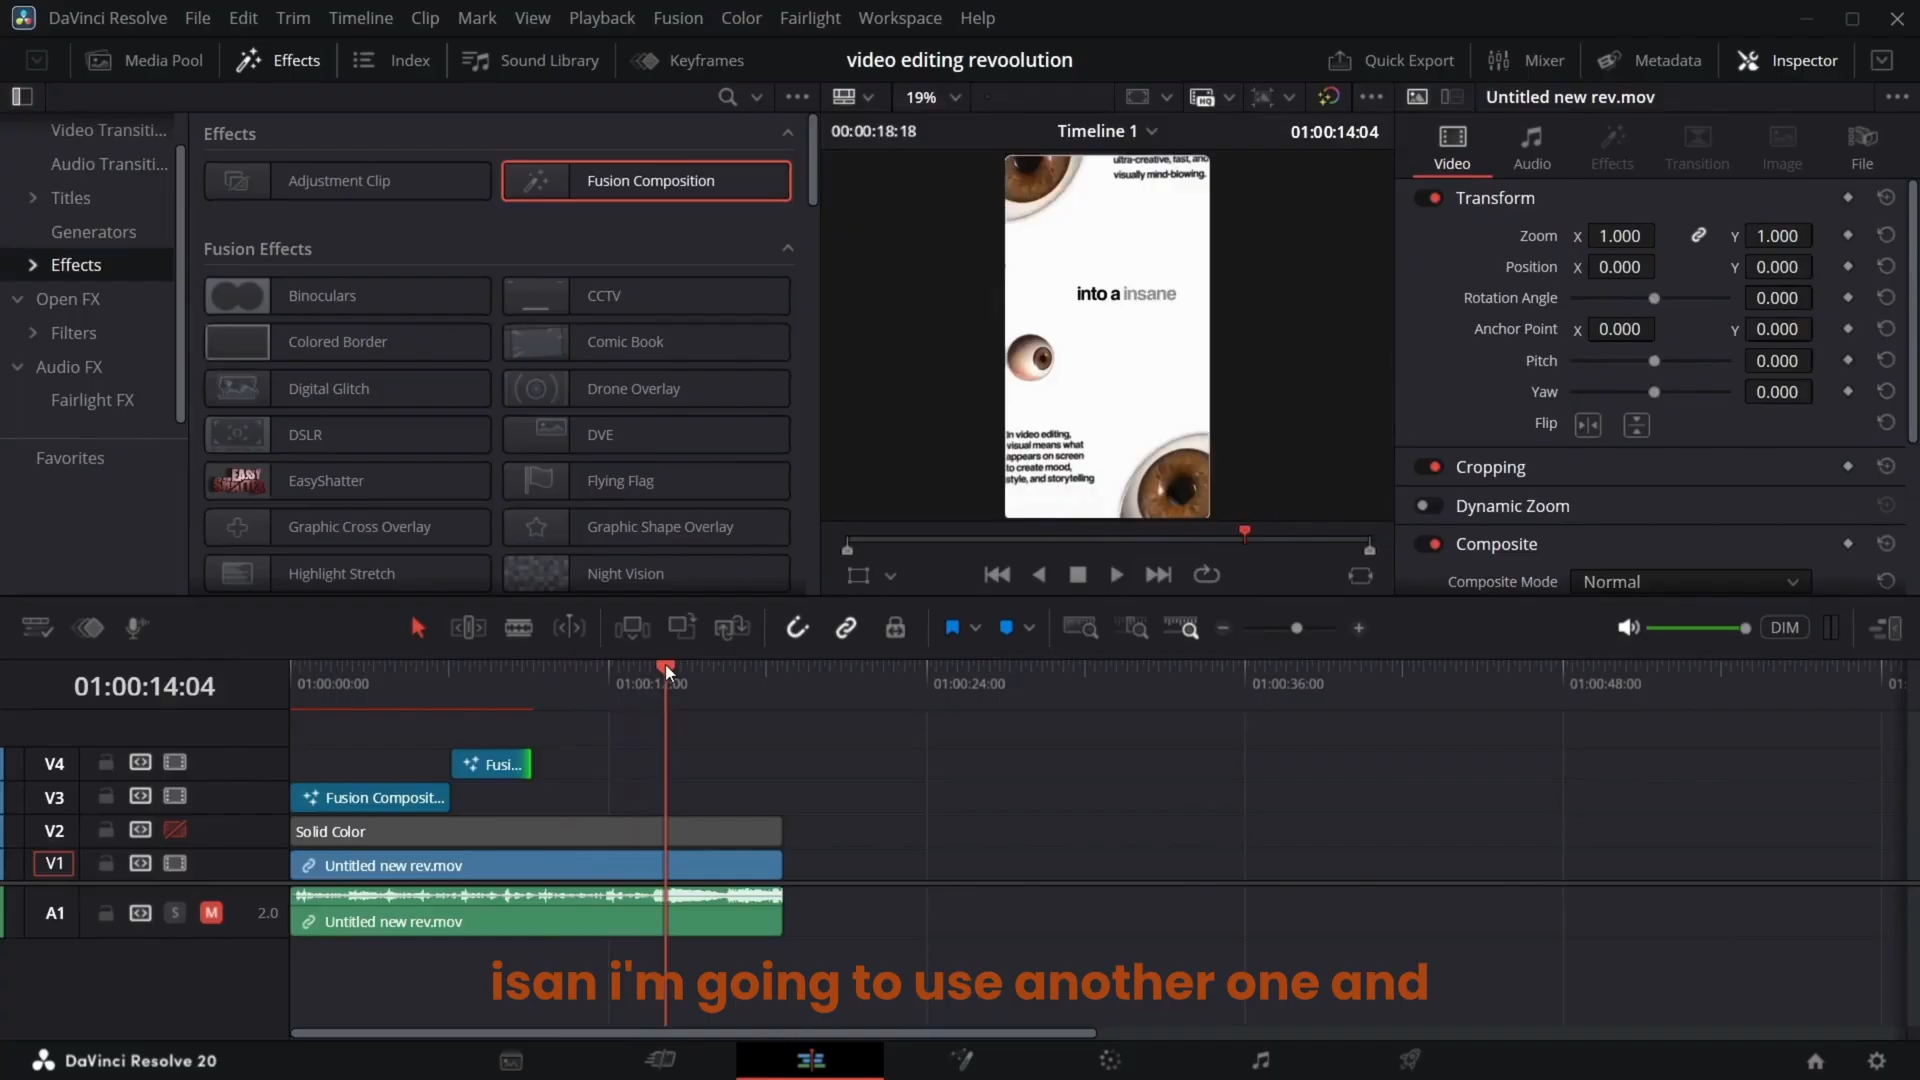 DaVinci Resolve File Edit Trim Timeline Clip Mark View Playback Fusion Color Fairlight Workspace Help
Media Pool Effects Index Sound Library Keyframes video editing revoolution Quick Export Mixer Metadata Inspector
19% Untitled new rev.mov
00:00:18:18 Timeline 1 01:00:14:04
Video Transiti...
Audio Transiti...
Titles
Generators
Effects
Open FX
Filters
Audio FX
Fairlight FX
Favorites
Effects
Adjustment Clip Fusion Composition
Fusion Effects
Binoculars CCTV
Colored Border Comic Book
Digital Glitch Drone Overlay
DSLR DVE
EASY
EasyShatter Flying Flag
Graphic Cross Overlay Graphic Shape Overlay
Highlight Stretch Night Vision
ultra-creative, fast, and
visually mind-blowing.
into a insane
In video editing,
visual means what
appears on screen
to create mood,
style, and storytelling
Video Audio Effects Transition Image File
Transform
Zoom X 1.000 Y 1.000
Position X 0.000 Y 0.000
Rotation Angle 0.000
Anchor Point X 0.000 Y 0.000
Pitch 0.000
Yaw 0.000
Flip
Cropping
Dynamic Zoom
Composite
Composite Mode Normal
DIM
01:00:14:04 01:00:00:00 01:00:24:00 01:00:36:00 01:00:48:00
V4 Fusi...
V3 Fusion Composit...
V2 Solid Color
V1 Untitled new rev.mov
A1 S M 2.0 Untitled new rev.mov
isan i'm going to use another one and
DaVinci Resolve 20